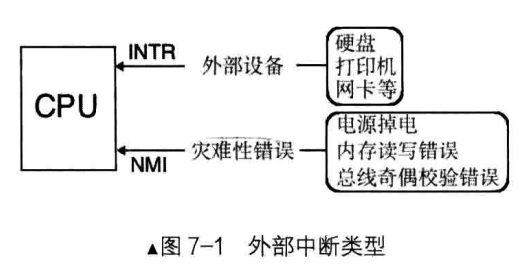 INTR
外部设备
硬盘
打印机
网卡等
CPU
NMI
灾难性错误
电源掉电
内存读写错误
总线奇偶校验错误
▲图 7-1 外部中断类型